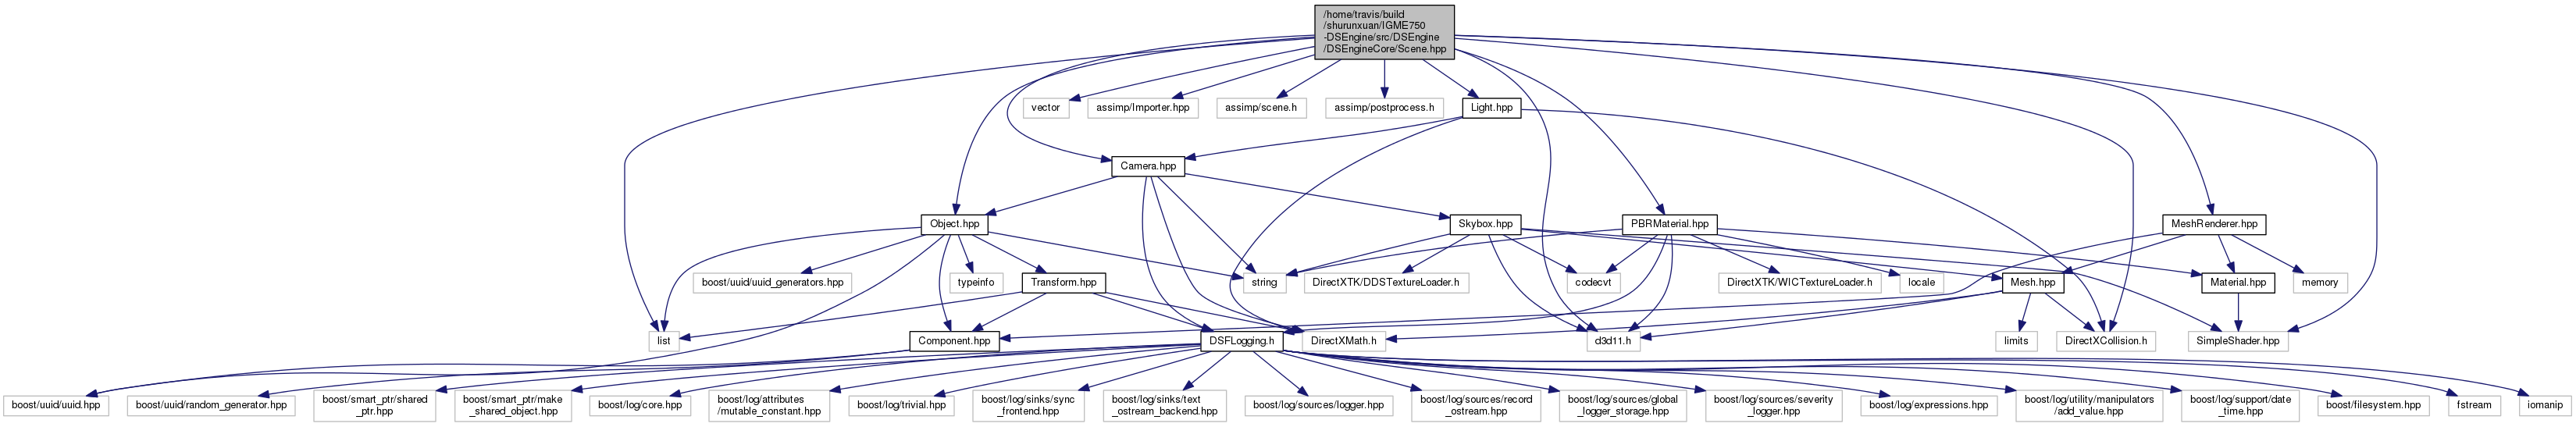 /home/travis/build
/shurunxuan/IGME750
-DSEngine/src/DSEngine
/DSEngineCore/Scene.hpp
vector
assimp/Importer.hpp
assimp/scene.h
assimp/postprocess.h
Light.hpp
Camera.hpp
Object.hpp
Skybox.hpp
PBRMaterial.hpp
MeshRenderer.hpp
boost/uuid/uuid_generators.hpp
typeinfo
Transform.hpp
string
DirectXTK/DDSTextureLoader.h
codecvt
DirectXTK/WICTextureLoader.h
locale
Mesh.hpp
Material.hpp
memory
list
Component.hpp
DSFLogging.h
DirectXMath.h
d3d11.h
limits
DirectXCollision.h
SimpleShader.hpp
boost/uuid/uuid.hpp
boost/uuid/random_generator.hpp
boost/smart_ptr/shared
_ptr.hpp
boost/smart_ptr/make
_shared_object.hpp
boost/log/core.hpp
boost/log/attributes
/mutable_constant.hpp
boost/log/trivial.hpp
boost/log/sinks/sync
_frontend.hpp
boost/log/sinks/text
_ostream_backend.hpp
boost/log/sources/logger.hpp
boost/log/sources/record
_ostream.hpp
boost/log/sources/global
_logger_storage.hpp
boost/log/sources/severity
_logger.hpp
boost/log/expressions.hpp
boost/log/utility/manipulators
/add_value.hpp
boost/log/support/date
_time.hpp
boost/filesystem.hpp
fstream
iomanip